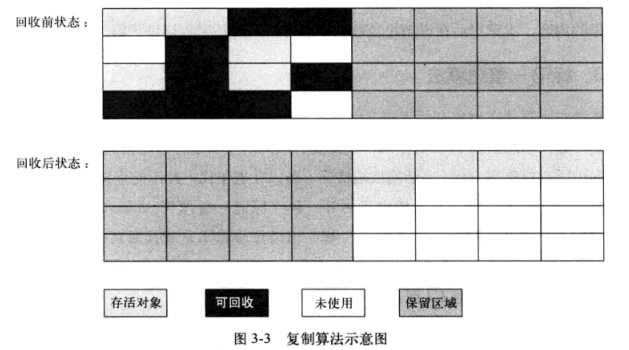 回收前状态：
回收后状态：
存活对象
可回收
未使用
保留区域
图 3-3 复制算法示意图